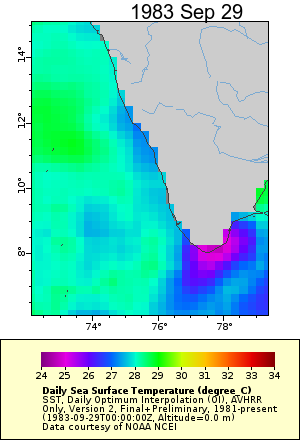 1983 Sep 29
14°
12°
10°
8°
74° 76° 78°
24 25 26 27 28 29 30 31 32 33 34
Daily Sea Surface Temperature (degree_C)
SST, Daily Optimum Interpolation (OI), AVHRR
Only, Version 2, Final+Preliminary, 1981-present
(1983-09-29T00:00:00Z, Altitude=0.0 m)
Data courtesy of NOAA NCEI